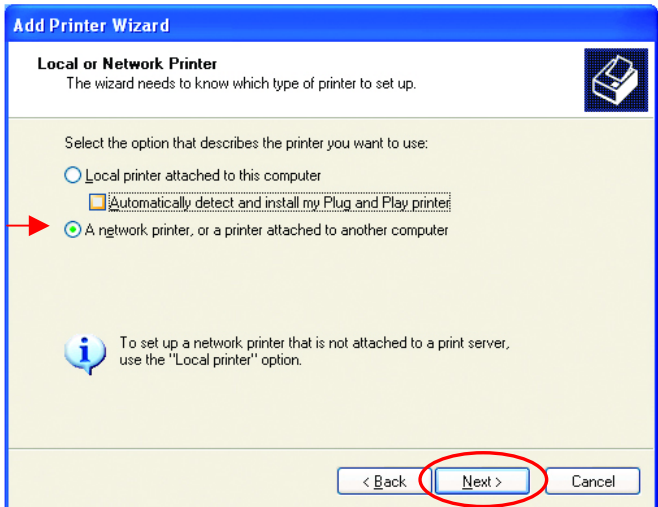 Add Printer Wizard
Local or Network Printer
The wizard needs to know which type of printer to set up.
Select the option that describes the printer you want to use:
Local printer attached to this computer
Automatically detect and install my Plug and Play printer
A network printer, or a printer attached to another computer
To set up a network printer that is not attached to a print server,
use the "Local printer" option.
< Back
Next >
Cancel